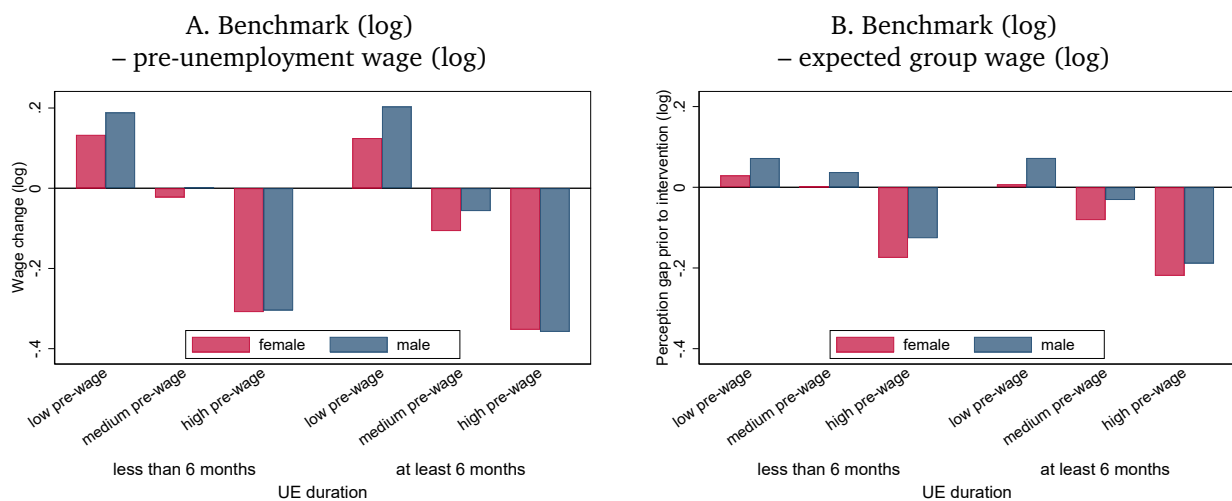 A. Benchmark (log)
– pre-unemployment wage (log)
Wage change (log)
.2
0
-.2
-.4
female
male
low pre-wage
medium pre-wage
high pre-wage
low pre-wage
medium pre-wage
high pre-wage
less than 6 months
at least 6 months
UE duration
B. Benchmark (log)
– expected group wage (log)
Perception gap prior to intervention (log)
.2
0
-.2
-.4
female
male
low pre-wage
medium pre-wage
high pre-wage
low pre-wage
medium pre-wage
high pre-wage
less than 6 months
at least 6 months
UE duration